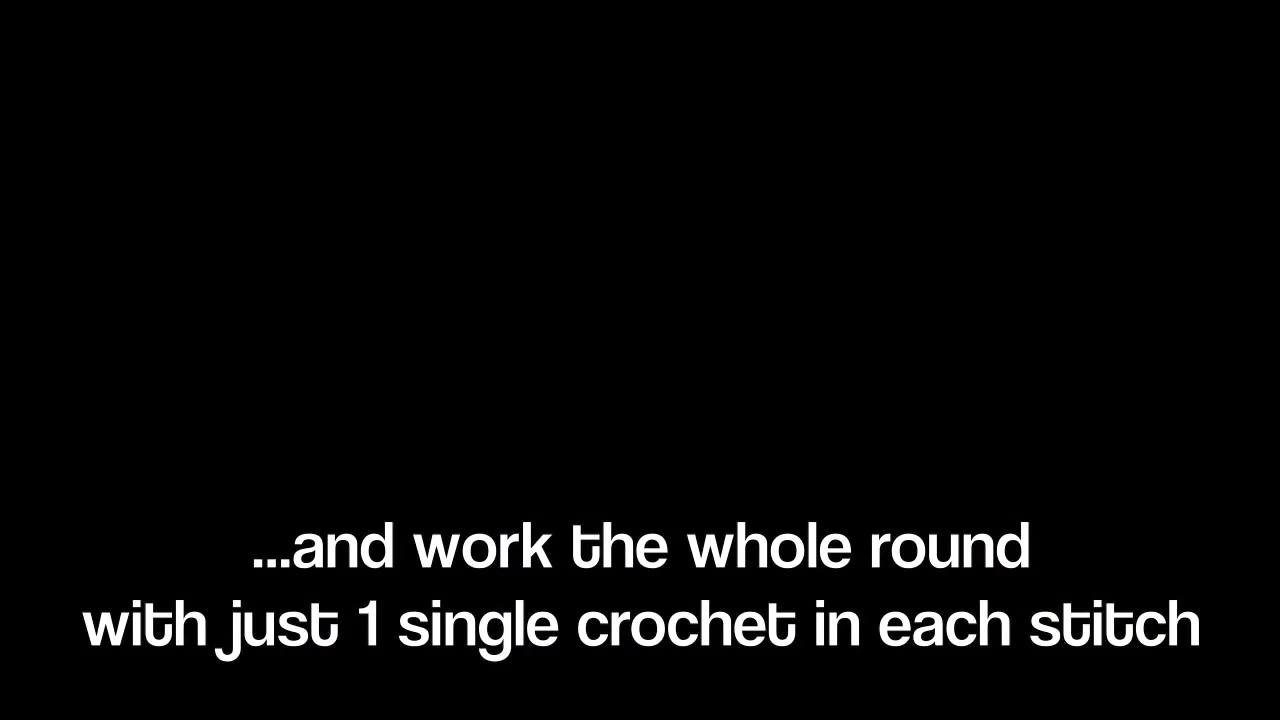 ...and work the whole round
with just 1 single crochet in each stitch